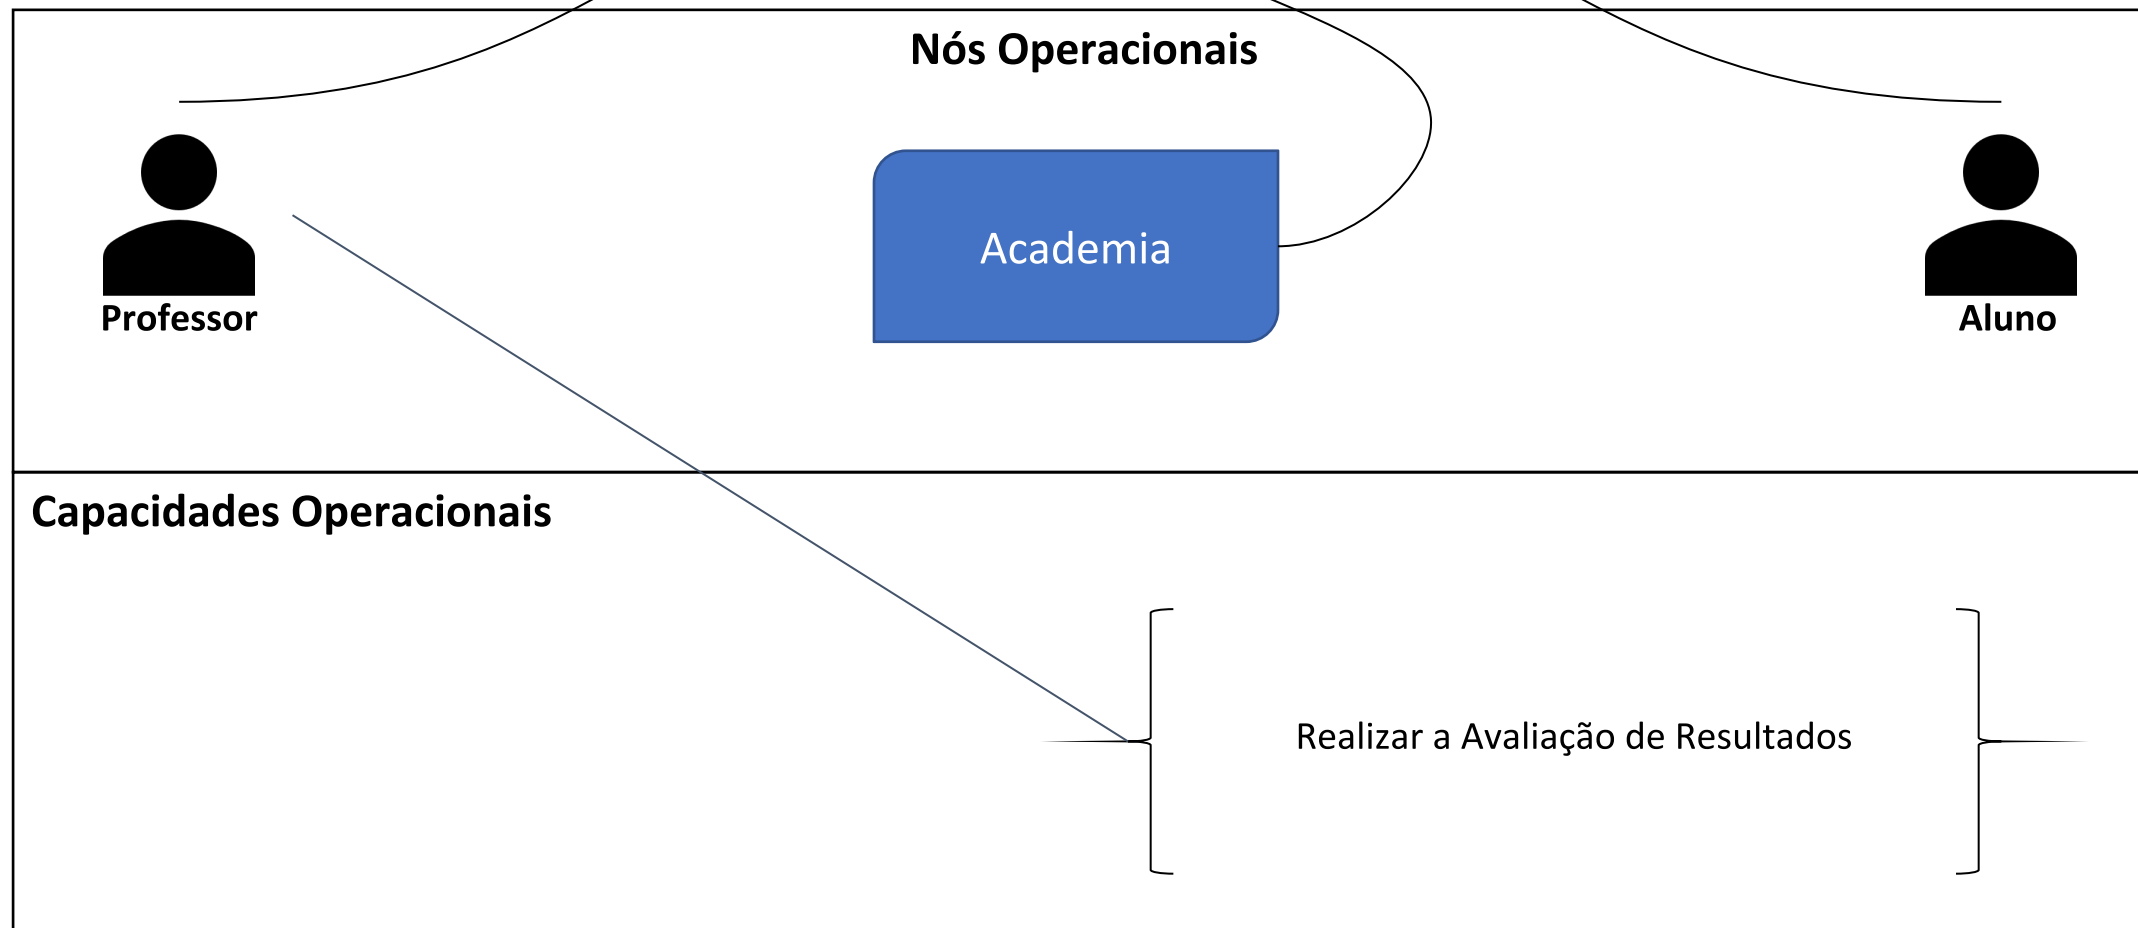 Nós Operacionais
Academia
Professor
Aluno
Capacidades Operacionais
Realizar a Avaliação de Resultados